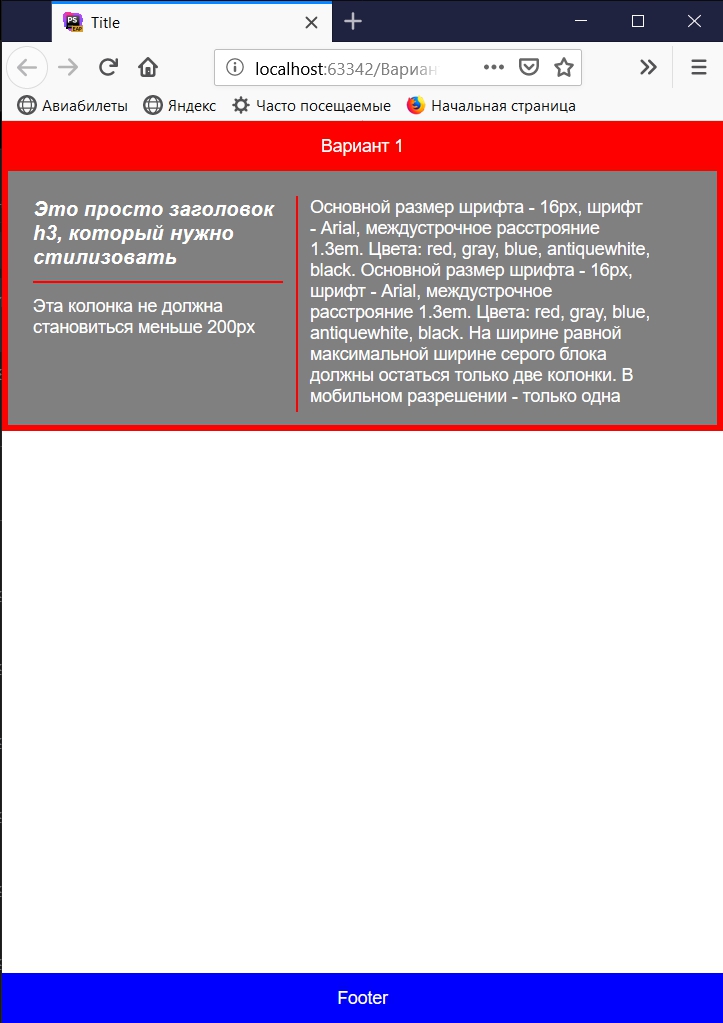 Title
localhost:63342/Вариан
Авиабилеты
Яндекс
Часто посещаемые
Начальная страница
Вариант 1
Это просто заголовок
h3, который нужно
стилизовать
Эта колонка не должна
становиться меньше 200px
Основной размер шрифта - 16px, шрифт
- Arial, междустрочное расстрояние
1.3em. Цвета: red, gray, blue, antiquewhite,
black. Основной размер шрифта - 16px,
шрифт - Arial, междустрочное
расстрояние 1.3em. Цвета: red, gray, blue,
antiquewhite, black. На ширине равной
максимальной ширине серого блока
должны остаться только две колонки. В
мобильном разрешении - только одна
Footer